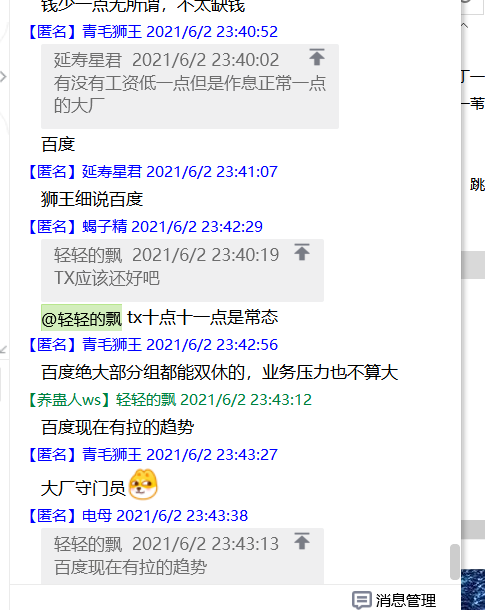 钱少一点无所谓，不太缺钱
【匿名】青毛狮王 2021/6/2 23:40:52
延寿星君 2021/6/2 23:40:02
有没有工资低一点但是作息正常一点
的大厂
百度
【匿名】延寿星君 2021/6/2 23:41:07
狮王细说百度
【匿名】蝎子精 2021/6/2 23:42:29
轻轻的飘 2021/6/2 23:40:19
TX应该还好吧
@轻轻的飘 tx十点十一点是常态
【匿名】青毛狮王 2021/6/2 23:42:56
百度绝大部分组都能双休的，业务压力也不算大
【养蛊人ws】轻轻的飘 2021/6/2 23:43:12
百度现在有拉的趋势
【匿名】青毛狮王 2021/6/2 23:43:27
大厂守门员
【匿名】电母 2021/6/2 23:43:38
轻轻的飘 2021/6/2 23:43:13
百度现在有拉的趋势
消息管理
丁一
一苇
跳